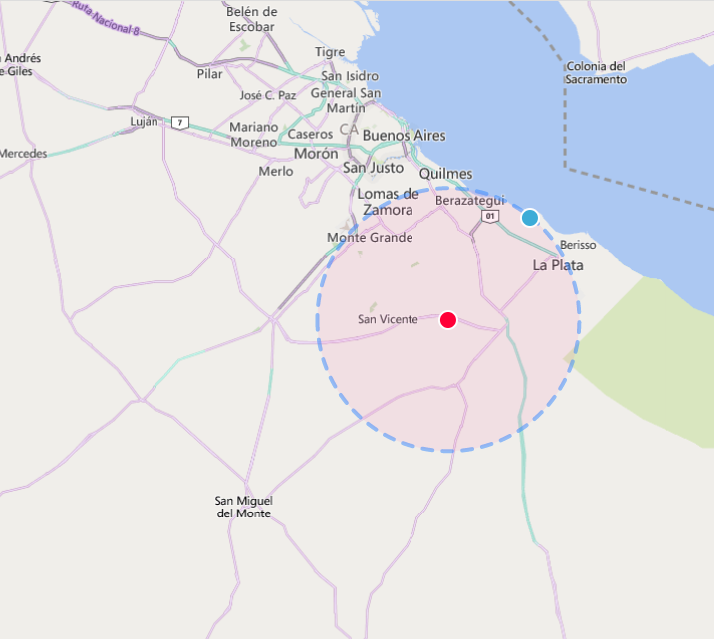 Ruta Nacional 8
Belén de
Escobar
Tigre
Colonia del
Sacramento
Andrés
e Giles
Pilar
San Isidro
General San
Martín
José C. Paz
Luján
7
Mariano
Moreno
Caseros
CA
Buenos Aires
Mercedes
Morón
San Justo
Merlo
Quilmes
Lomas de
Zamora
Berazategui
01
Monte Grande
Berisso
La Plata
San Vicente
San Miguel
del Monte